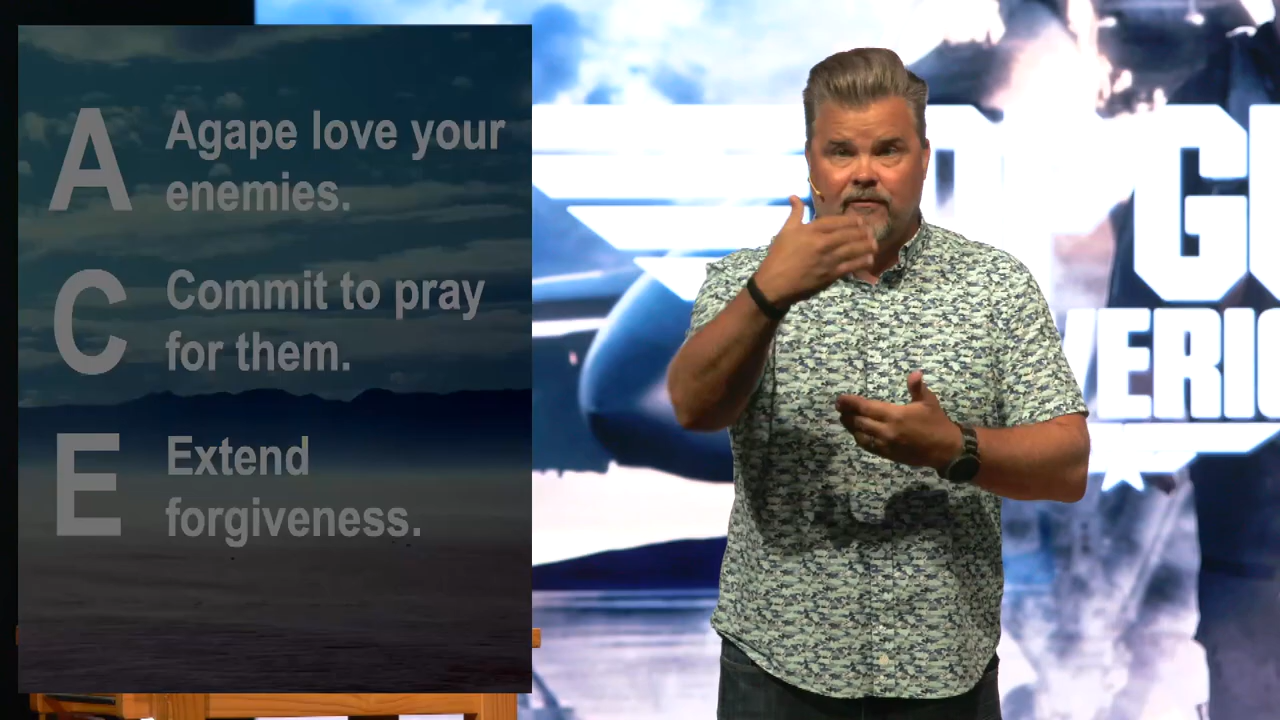 A
Agape love your
enemies.
C
Commit to pray
for them.
E
Extend
forgiveness.